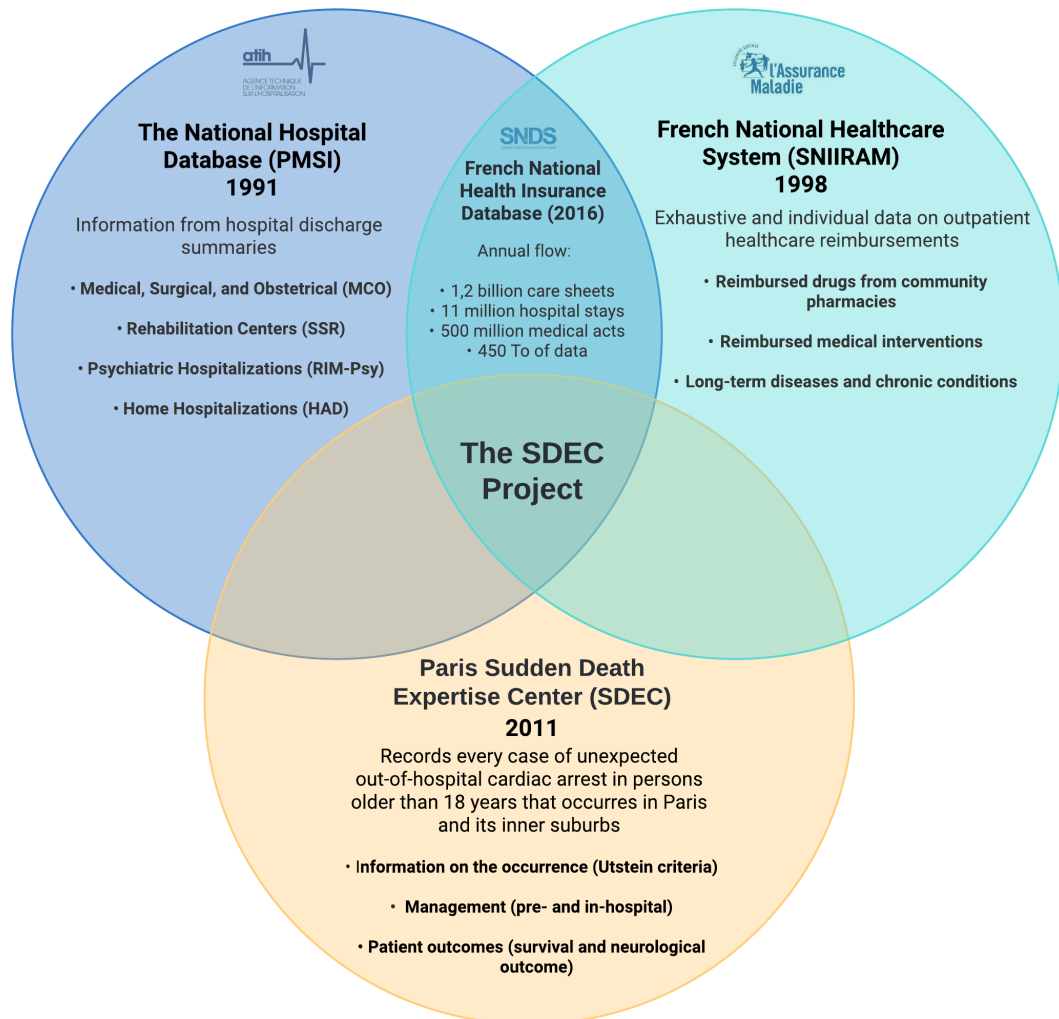 atih
AGENCE TECHNIQUE
DE L'INFORMATION
SUR L'HOSPITALISATION
The National Hospital
Database (PMSI)
1991
Information from hospital discharge
summaries
• Medical, Surgical, and Obstetrical (MCO)
• Rehabilitation Centers (SSR)
• Psychiatric Hospitalizations (RIM-Psy)
• Home Hospitalizations (HAD)
SNDS
French National
Health Insurance
Database (2016)
Annual flow:
• 1,2 billion care sheets
• 11 million hospital stays
• 500 million medical acts
• 450 To of data
l'Assurance
Maladie
French National Healthcare
System (SNIIRAM)
1998
Exhaustive and individual data on outpatient
healthcare reimbursements
• Reimbursed drugs from community
pharmacies
• Reimbursed medical interventions
• Long-term diseases and chronic conditions
The SDEC
Project
Paris Sudden Death
Expertise Center (SDEC)
2011
Records every case of unexpected
out-of-hospital cardiac arrest in persons
older than 18 years that occurres in Paris
and its inner suburbs
• Information on the occurrence (Utstein criteria)
• Management (pre- and in-hospital)
• Patient outcomes (survival and neurological
outcome)